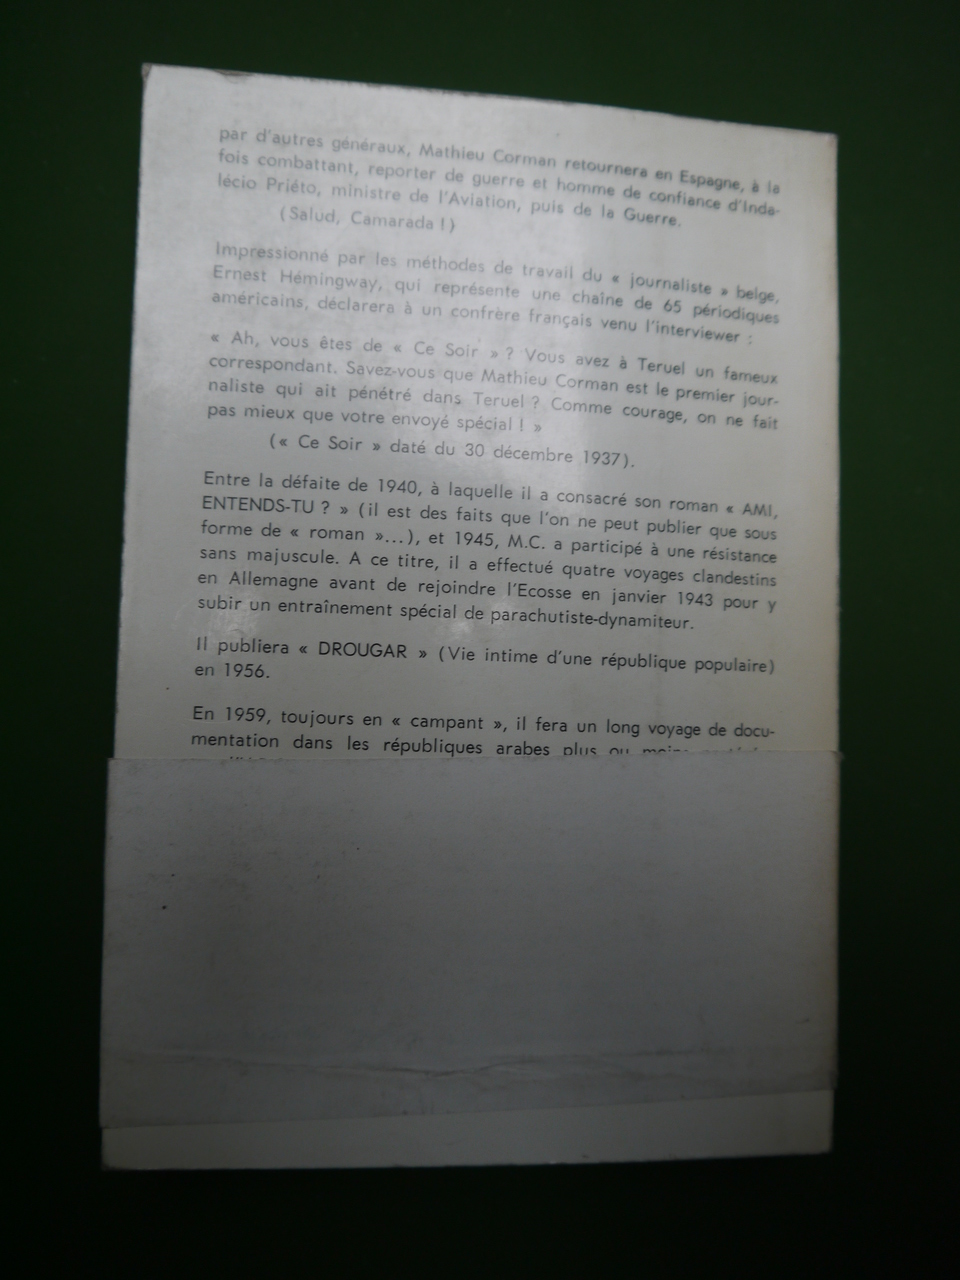 par d'autres généraux, Mathieu Corman retournera en Espagne, à la
fois combattant, reporter de guerre et homme de confiance d'Inda-
lécio Priéto, ministre de l'Aviation, puis de la Guerre.
(Salud, Camarada !)
Impressionné par les méthodes de travail du « journaliste » belge,
Ernest Hémingway, qui représente une chaîne de 65 périodiques
américains, déclarera à un confrère français venu l'interviewer :
« Ah, vous êtes de « Ce Soir » ? Vous avez à Teruel un fameux
correspondant. Savez-vous que Mathieu Corman est le premier jour-
naliste qui ait pénétré dans Teruel ? Comme courage, on ne fait
pas mieux que votre envoyé spécial ! »
(« Ce Soir » daté du 30 décembre 1937).
Entre la défaite de 1940, à laquelle il a consacré son roman « AMI,
ENTENDS-TU ? » (il est des faits que l'on ne peut publier que sous
forme de « roman »...), et 1945, M.C. a participé à une résistance
sans majuscule. A ce titre, il a effectué quatre voyages clandestins
en Allemagne avant de rejoindre l'Ecosse en janvier 1943 pour y
subir un entraînement spécial de parachutiste-dynamiteur.
Il publiera « DROUGAR » (Vie intime d'une république populaire)
en 1956.
En 1959, toujours en « campant », il fera un long voyage de docu-
mentation dans les républiques arabes plus ou moins